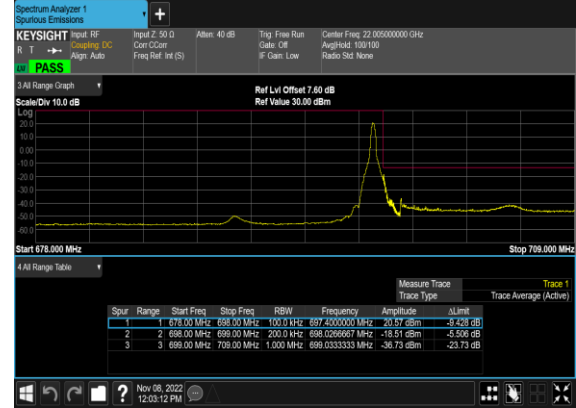 Spectrum Analyzer 1
Spurious Emissions
KEYSIGHT Input: RF Input Z: 50 Ω Atten: 40 dB Trig: Free Run Center Freq: 22.005000000 GHz
R T Coupling: DC Corr CCorr Gate: Off Avg|Hold: 100/100
Align: Auto Freq Ref: Int (S) IF Gain: Low Radio Std: None
LXI PASS
3 All Range Graph
Ref Lvl Offset 7.60 dB
Scale/Div 10.0 dB Ref Value 30.00 dBm
Log
20.0
10.0
0.00
-10.0
-20.0
-30.0
-40.0
-50.0
-60.0
Start 678.000 MHz Stop 709.000 MHz
4 All Range Table
Measure Trace Trace 1
Trace Type Trace Average (Active)
Spur Range Start Freq Stop Freq RBW Frequency Amplitude ΔLimit
1 1 678.00 MHz 698.00 MHz 100.0 kHz 697.4000000 MHz 20.57 dBm -9.428 dB
2 2 698.00 MHz 699.00 MHz 200.0 kHz 698.0266667 MHz -18.51 dBm -5.506 dB
3 3 699.00 MHz 709.00 MHz 1.000 MHz 699.0333333 MHz -36.73 dBm -23.73 dB
? Nov 08, 2022
12:03:12 PM